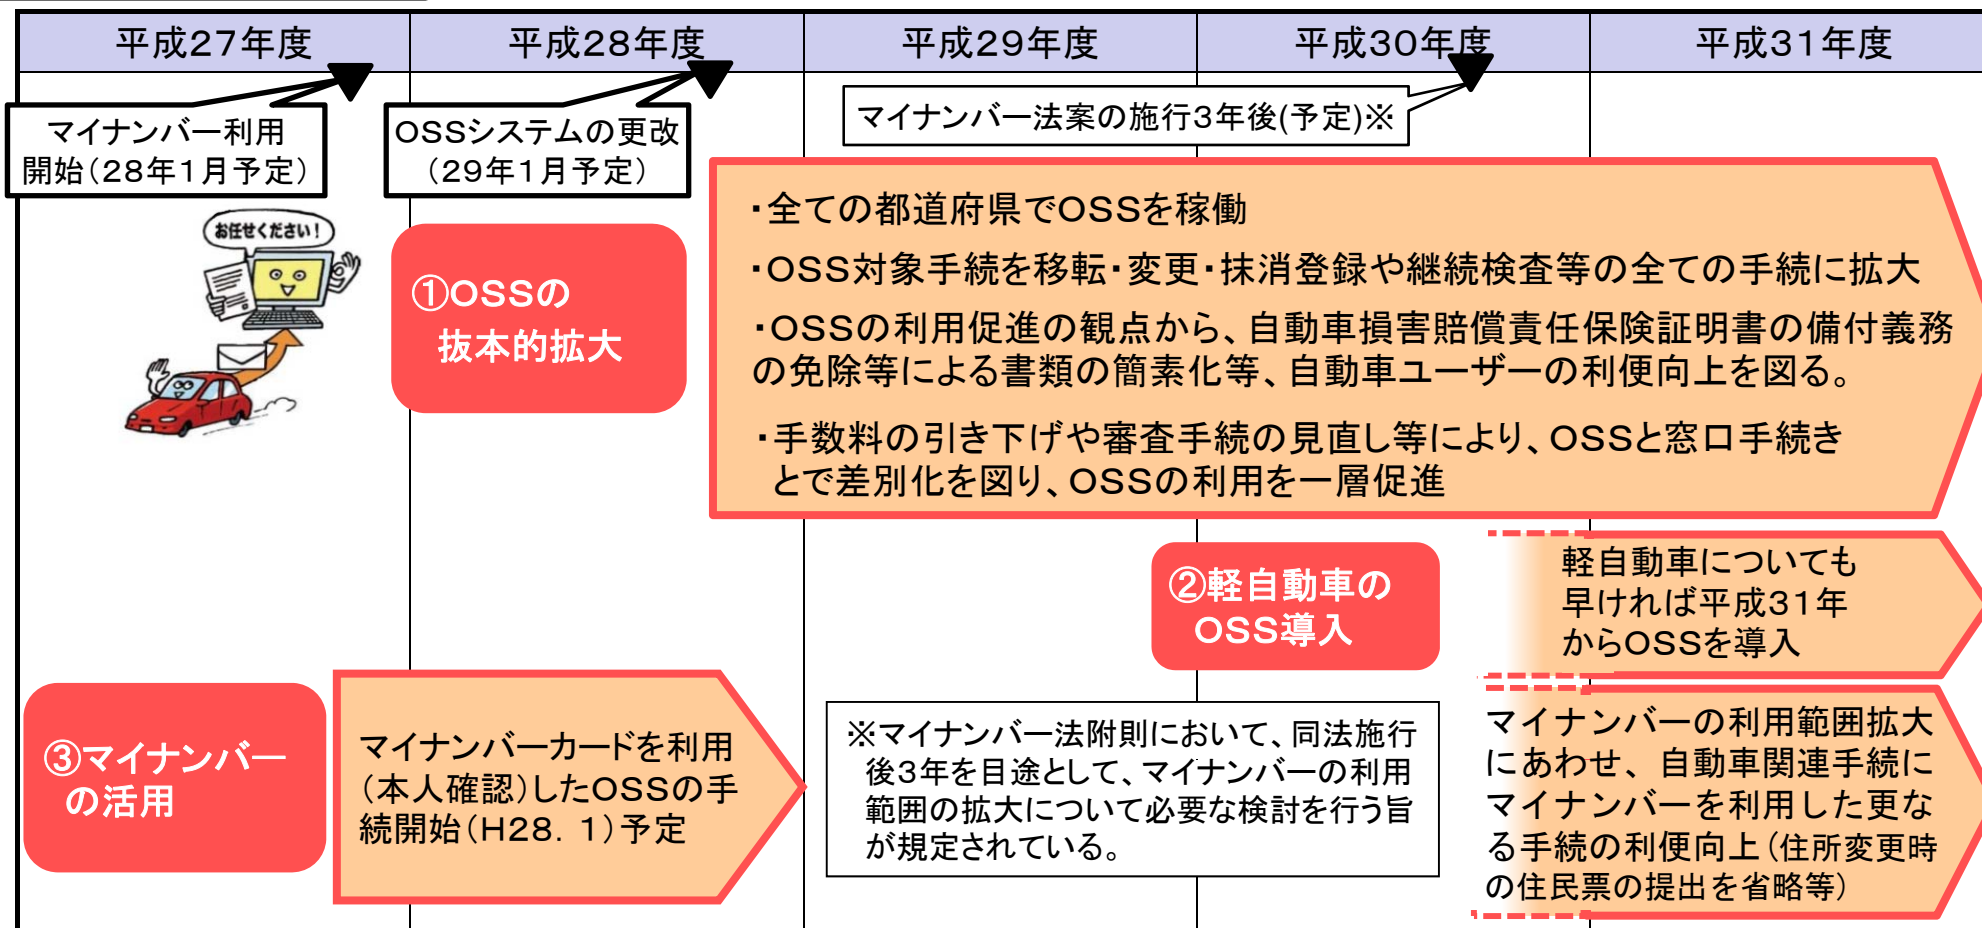 平成27年度
平成28年度
平成29年度
平成30年度
平成31年度
マイナンバー利用
開始(28年1月予定)
OSSシステムの更改
(29年1月予定)
マイナンバー法案の施行3年後(予定)※
お任せください!
①OSSの
抜本的拡大
・全ての都道府県でOSSを稼働
・OSS対象手続を移転・変更・抹消登録や継続検査等の全ての手続に拡大
・OSSの利用促進の観点から、自動車損害賠償責任保険証明書の備付義務
の免除等による書類の簡素化等、自動車ユーザーの利便向上を図る。
・手数料の引き下げや審査手続の見直し等により、OSSと窓口手続き
とで差別化を図り、OSSの利用を一層促進
②軽自動車の
OSS導入
軽自動車についても
早ければ平成31年
からOSSを導入
③マイナンバー
の活用
マイナンバーカードを利用
(本人確認)したOSSの手
続開始(H28.1)予定
※マイナンバー法附則において、同法施行
後3年を目途として、マイナンバーの利用
範囲の拡大について必要な検討を行う旨
が規定されている。
マイナンバーの利用範囲拡大
にあわせ、自動車関連手続に
マイナンバーを利用した更な
る手続の利便向上(住所変更時
の住民票の提出を省略等)